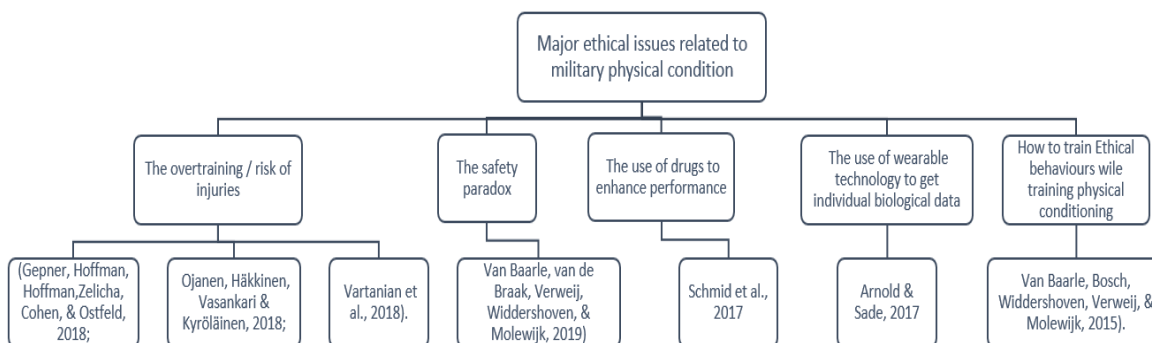 Major ethical issues related to
military physical condition
The overtraining / risk of
injuries
The safety
paradox
The use of drugs to
enhance performance
The use of wearable
technology to get
individual biological data
How to train Ethical
behaviours wile
training physical
conditioning
(Gepner, Hoffman,
Hoffman,Zelicha,
Cohen, & Ostfeld,
2018;
Ojanen, Häkkinen,
Vasankari &
Kyröläinen, 2018;
Vartanian et
al., 2018).
Van Baarle, van de
Braak, Verweij,
Widdershoven, &
Molewijk, 2019)
Schmid et al.,
2017
Arnold &
Sade, 2017
Van Baarle, Bosch,
Widdershoven, Verweij, &
Molewijk, 2015).